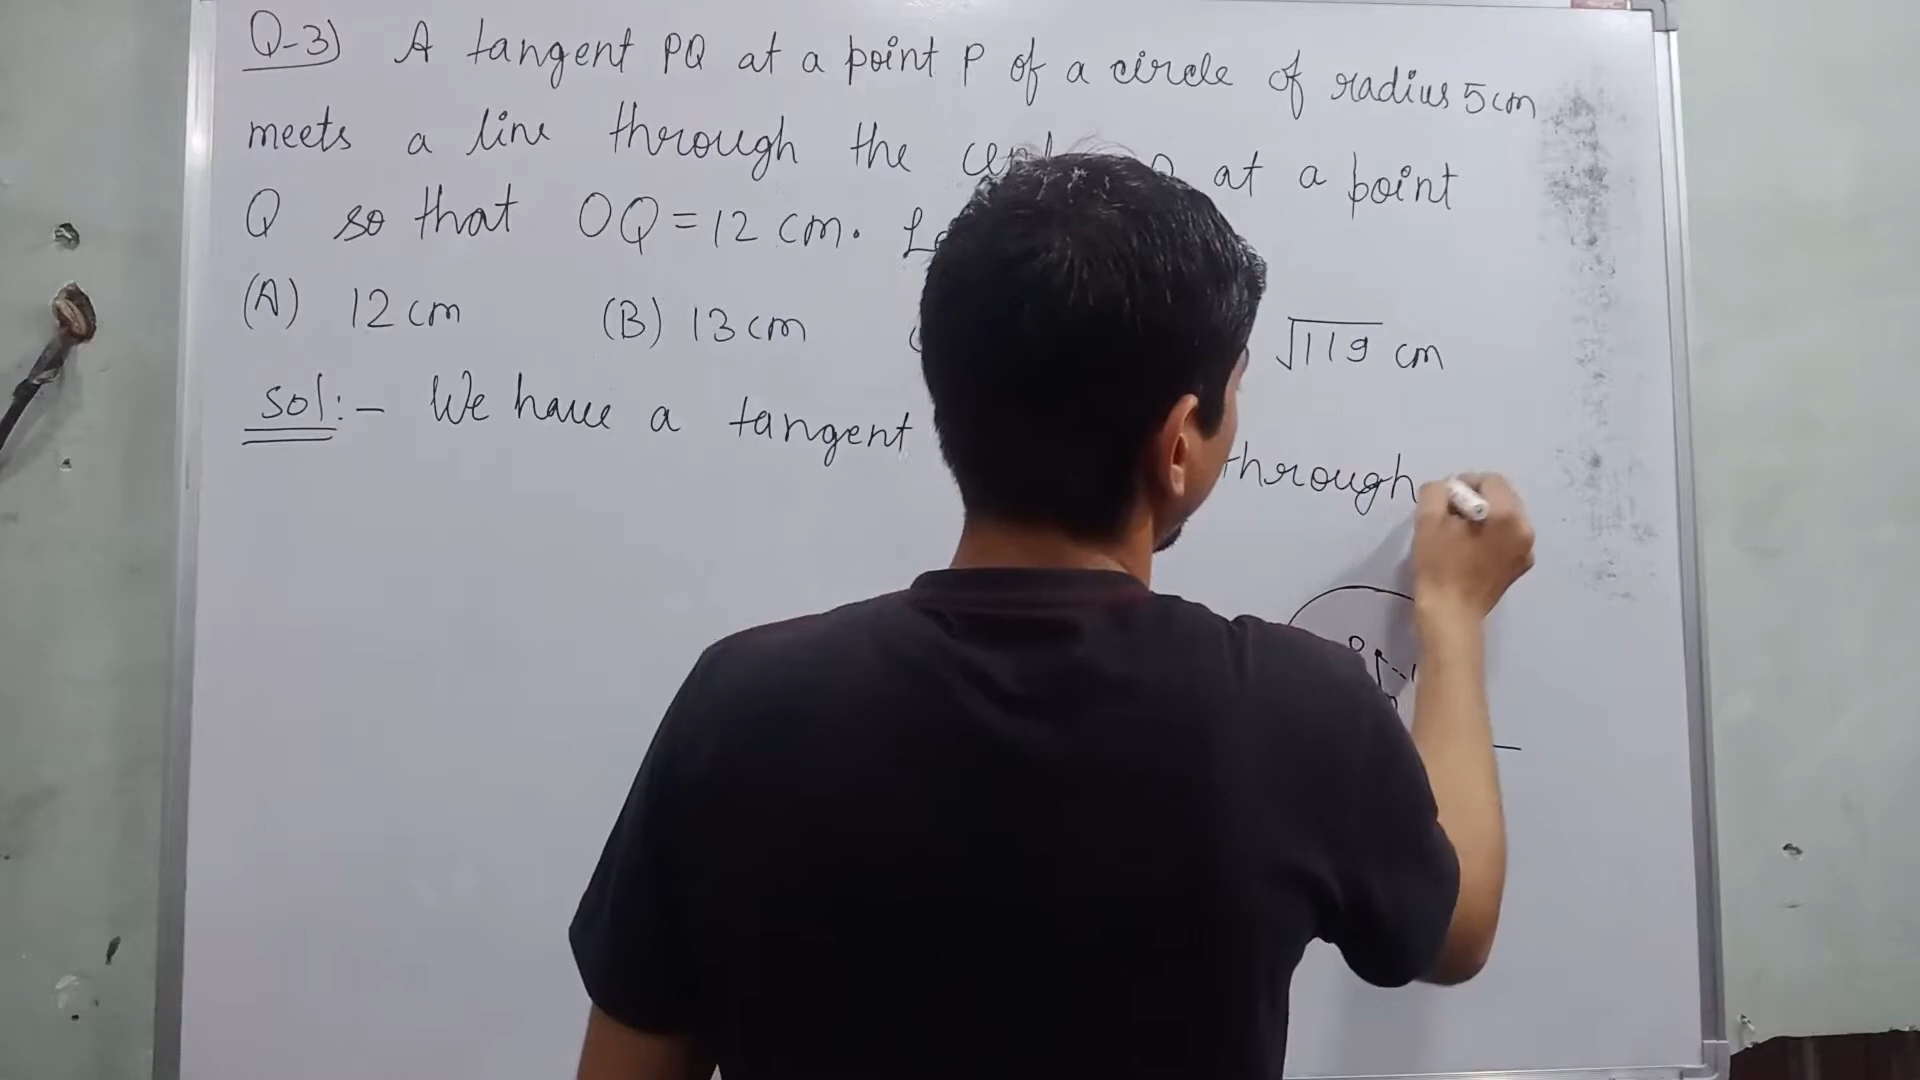 Q-3) A tangent PQ at a point P of a circle of radius 5cm
meets a line through the at a point
Q so that OQ = 12 cm.
(A) 12 cm (B) 13 cm √119 cm
Sol:- We have a tangent through
O